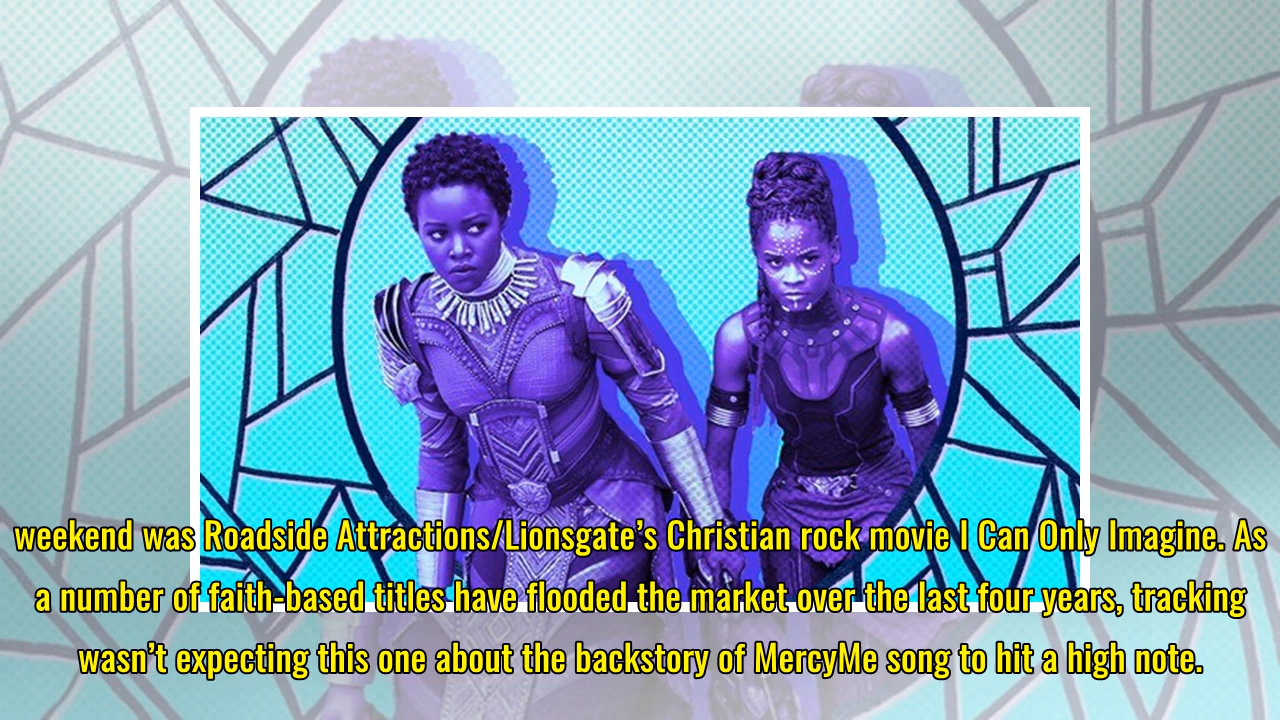 weekend was Roadside Attractions/Lionsgate’s Christian rock movie I Can Only Imagine. As
a number of faith-based titles have flooded the market over the last four years, tracking
wasn’t expecting this one about the backstory of MercyMe song to hit a high note.